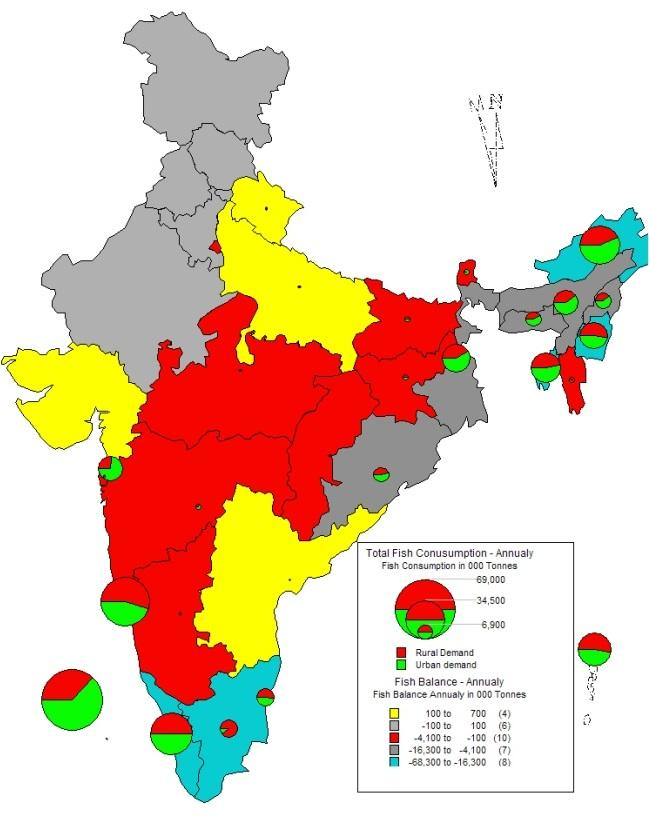 Total Fish Conusumption - Annualy
Fish Consumption in 000 Tonnes
69,000
34,500
6,900
Rural Demand
Urban demand
Fish Balance - Annualy
Fish Balance Annualy in 000 Tonnes
100 to 700 (4)
-100 to 100 (6)
-4,100 to -100 (10)
-16,300 to -4,100 (7)
-68,300 to -16,300 (8)